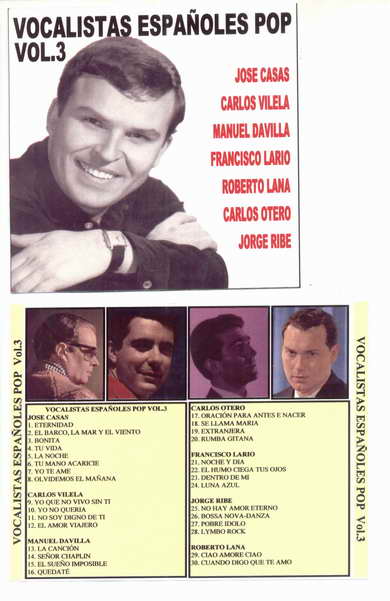 VOCALISTAS ESPAÑOLES POP
VOL.3
JOSE CASAS
CARLOS VILELA
MANUEL DAVILLA
FRANCISCO LARIO
ROBERTO LANA
CARLOS OTERO
JORGE RIBE
VOCALISTAS ESPAÑOLES POP Vol.3
VOCALISTAS ESPAÑOLES POP VOL.3
JOSE CASAS
1. ETERNIDAD
2. EL BARCO, LA MAR Y EL VIENTO
3. BONITA
4. TU VIDA
5. LA NOCHE
6. TU MANO ACARICIE
7. YO TE AME
8. OLVIDEMOS EL MAÑANA
CARLOS VILELA
9. YO QUE NO VIVO SIN TI
10. YO NO QUERIA
11. NO SOY DIGNO DE TI
12. EL AMOR VIAJERO
MANUEL DAVILLA
13. LA CANCIÓN
14. SEÑOR CHAPLIN
15. EL SUEÑO IMPOSIBLE
16. QUEDATÉ
CARLOS OTERO
17. ORACIÓN PARA ANTES E NACER
18. SE LLAMA MARIA
19. EXTRANJERA
20. RUMBA GITANA
FRANCISCO LARIO
21. NOCHE Y DIA
22. EL HUMO CIEGA TUS OJOS
23. DENTRO DE MI
24. LUNA AZUL
JORGE RIBE
25. NO HAY AMOR ETERNO
26. BOSSA NOVA-DANZA
27. POBRE IDOLO
28. LYMBO ROCK
ROBERTO LANA
29. CIAO AMORE CIAO
30. CUANDO DIGO QUE TE AMO
VOCALISTAS ESPAÑOLES POP Vol.3